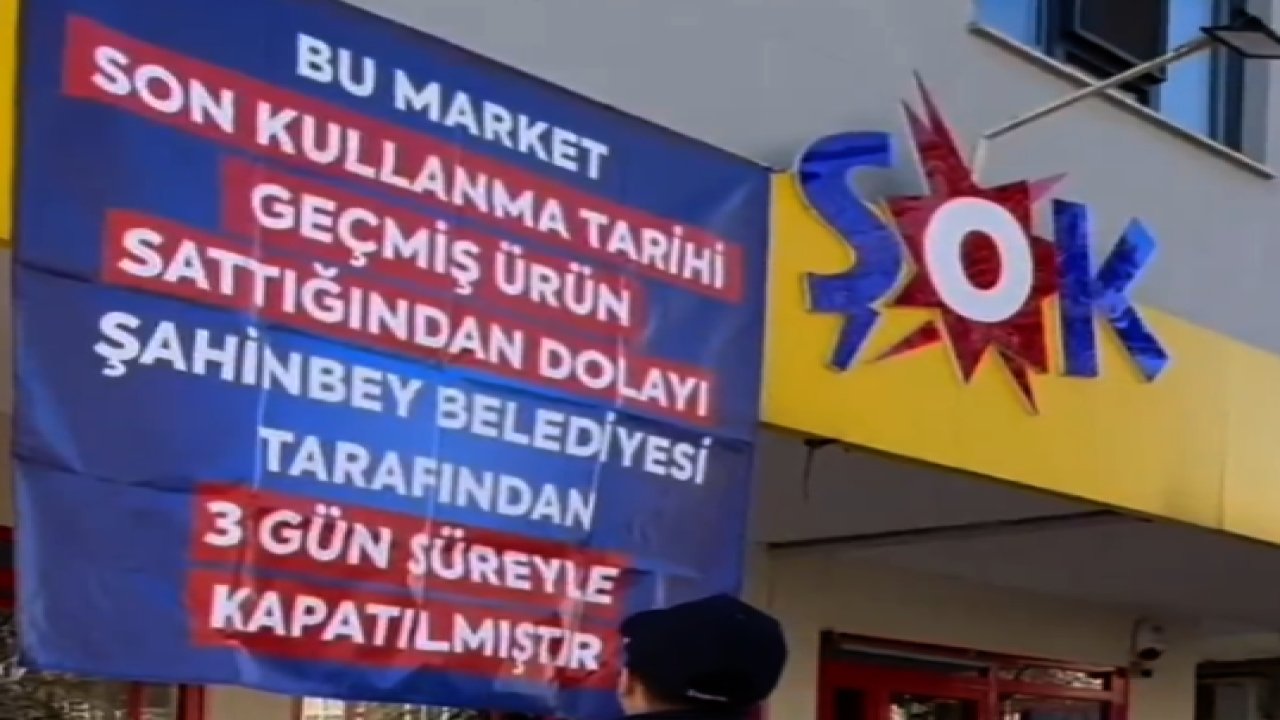 BU MARKET
SON KULLANMA TARİHİ
GEÇMİŞ ÜRÜN
SATTIĞINDAN DOLAYI
ŞAHİNBEY BELEDİYESİ
TARAFINDAN
3 GÜN SÜREYLE
KAPATILMIŞTIR
ŞOK